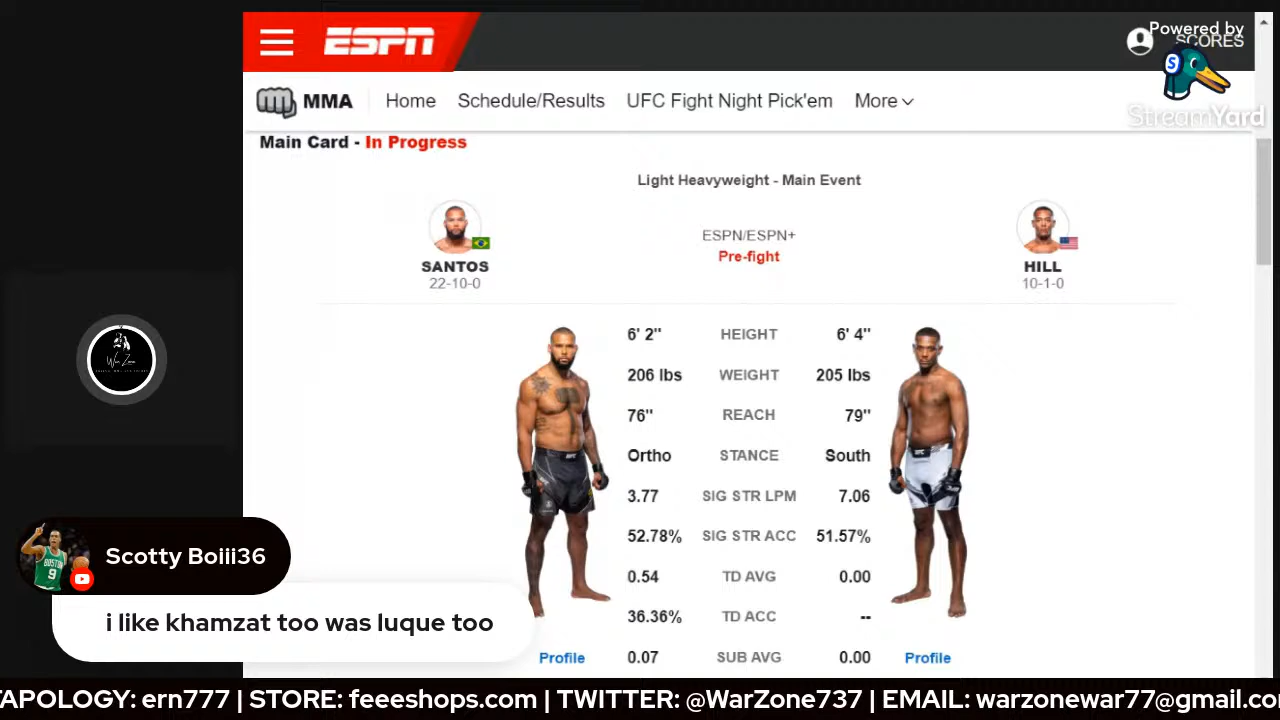 ESPN
Powered by
SCORES
StreamYard
MMA Home Schedule/Results UFC Fight Night Pick'em More
Main Card - In Progress
Light Heavyweight - Main Event
ESPN/ESPN+
Pre-fight
SANTOS
22-10-0
HILL
10-1-0
6' 2" HEIGHT 6' 4"
206 lbs WEIGHT 205 lbs
76" REACH 79"
Ortho STANCE South
3.77 SIG STR LPM 7.06
52.78% SIG STR ACC 51.57%
0.54 TD AVG 0.00
36.36% TD ACC --
Profile 0.07 SUB AVG 0.00 Profile
War Zone
BOSTON
9
Scotty Boiii36
i like khamzat too was luque too
TAPOLOGY: ern777 | STORE: feeeshops.com | TWITTER: @WarZone737 | EMAIL: warzonewar77@gmail.co